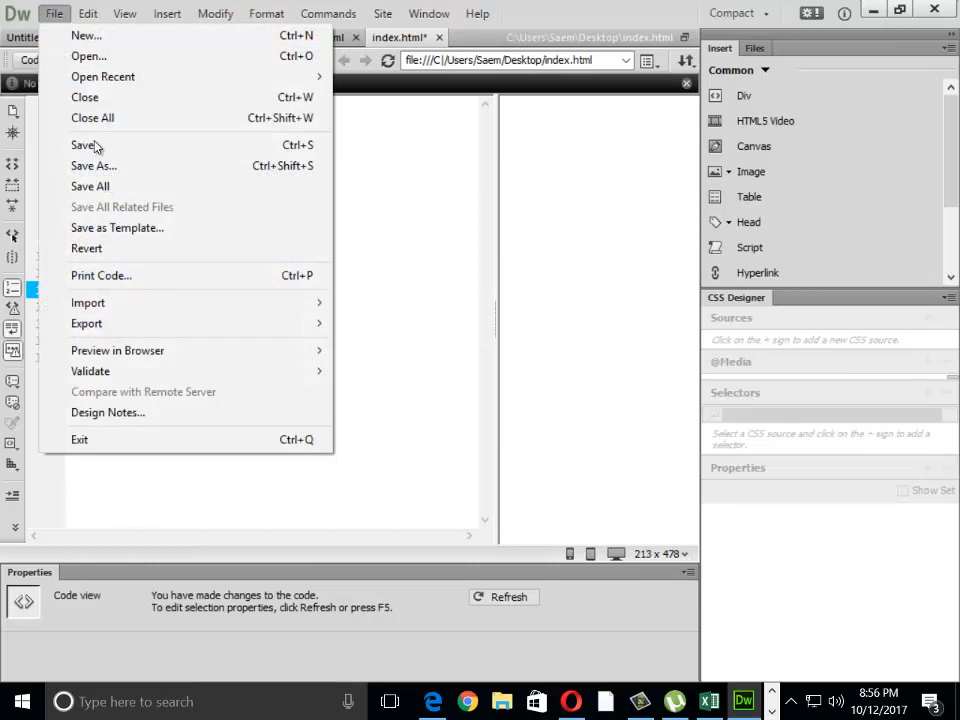 Dw File Edit View Insert Modify Format Commands Site Window Help Compact
index.html* C:\Users\Saem\Desktop\index.html
file:///C|/Users/Saem/Desktop/index.html
New... Ctrl+N
Open... Ctrl+O
Open Recent
Close Ctrl+W
Close All Ctrl+Shift+W
Save Ctrl+S
Save As... Ctrl+Shift+S
Save All
Save All Related Files
Save as Template...
Revert
Print Code... Ctrl+P
Import
Export
Preview in Browser
Validate
Compare with Remote Server
Design Notes...
Exit Ctrl+Q
Insert Files
Common
Div
HTML5 Video
Canvas
Image
Table
Head
Script
Hyperlink
CSS Designer
Sources
Click on the + sign to add a new CSS source.
@Media
Selectors
Select a CSS source and click on the + sign to add a
selector.
Properties
Show Set
213 x 478
Properties
Code view
You have made changes to the code.
To edit selection properties, click Refresh or press F5.
Refresh
Type here to search
Dw
8:56 PM
10/12/2017
3